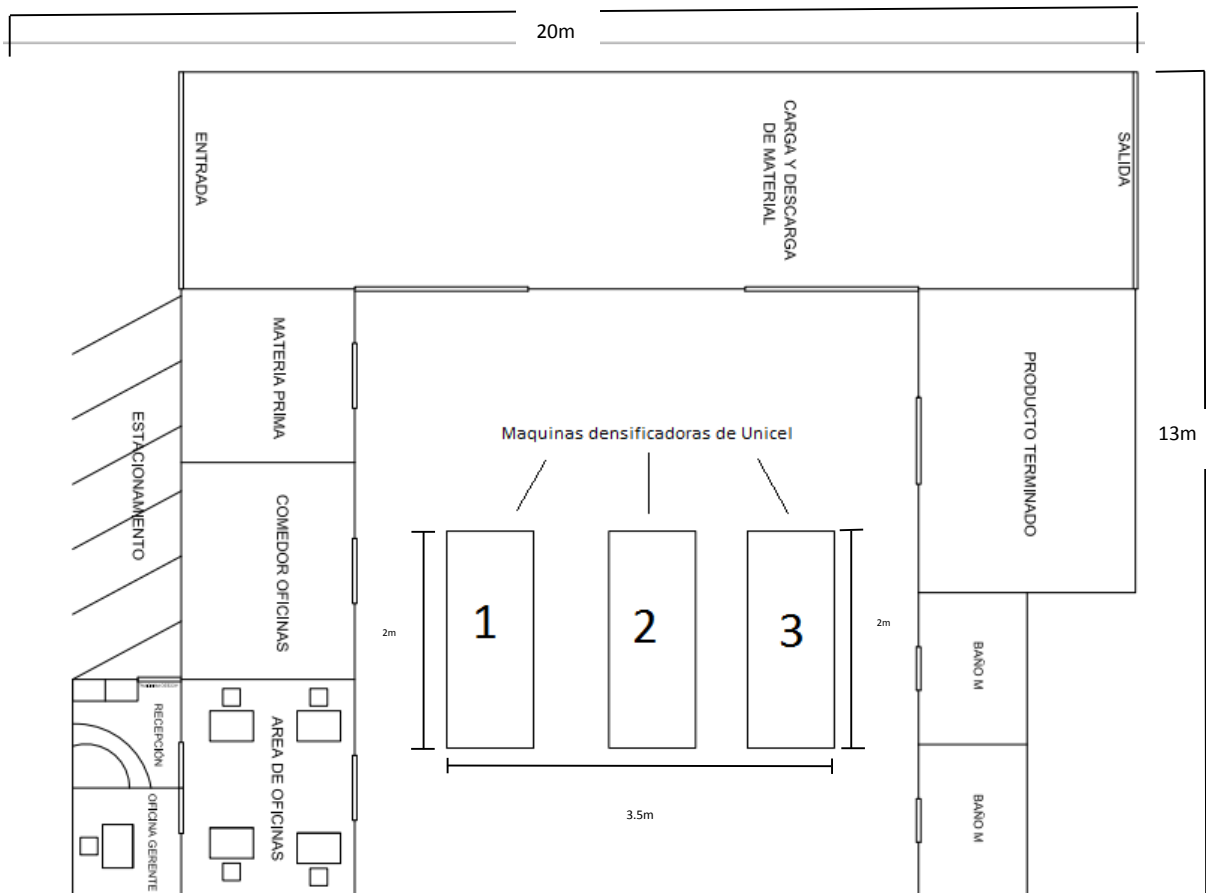 20m
ENTRADA
CARGA Y DESCARGA
DE MATERIAL
SALIDA
13m
MATERIA PRIMA
ESTACIONAMIENTO
Maquinas densificadoras de Unicel
PRODUCTO TERMINADO
COMEDOR OFICINAS
2m
1
2
3
2m
BAÑO M
RECEPCIÓN
AREA DE OFICINAS
3.5m
OFICINA GERENTE
BAÑO M